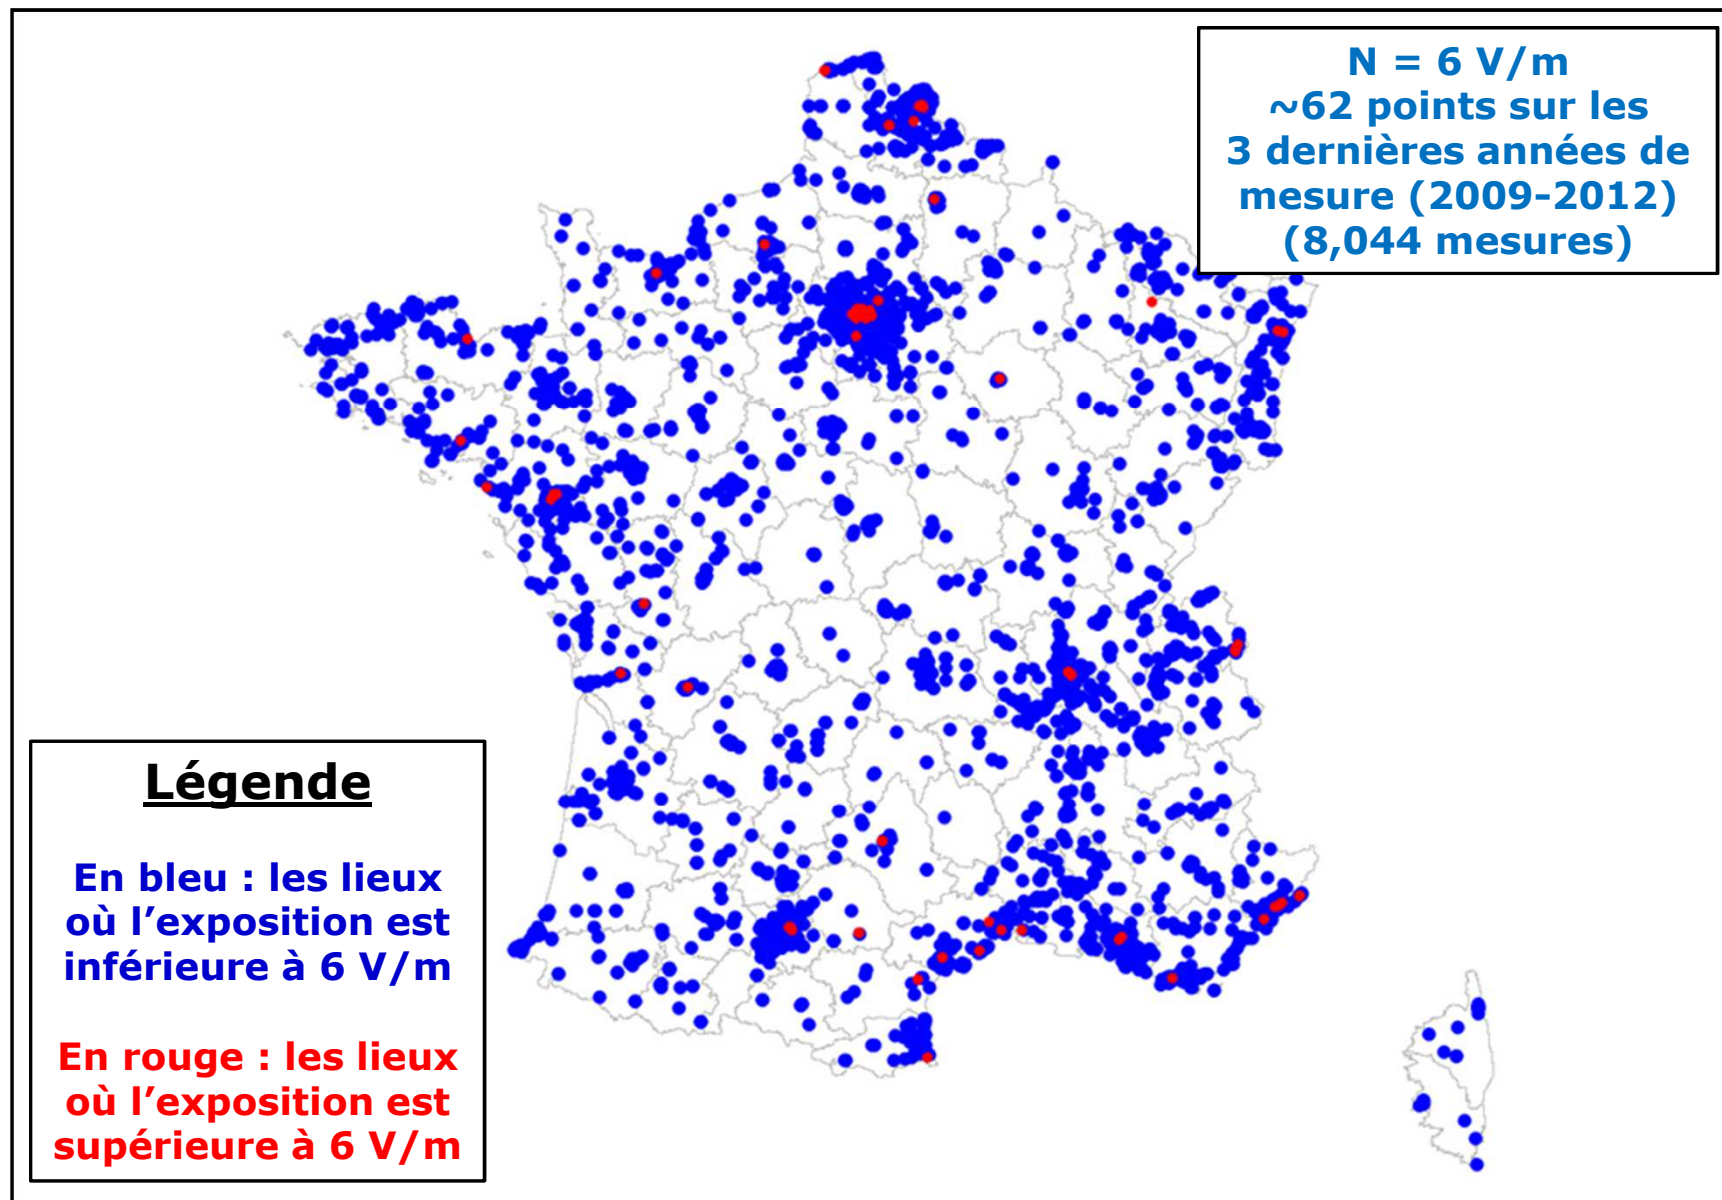 N = 6 V/m
~62 points sur les
3 dernières années de
mesure (2009-2012)
(8,044 mesures)
Légende
En bleu : les lieux
où l’exposition est
inférieure à 6 V/m
En rouge : les lieux
où l’exposition est
supérieure à 6 V/m